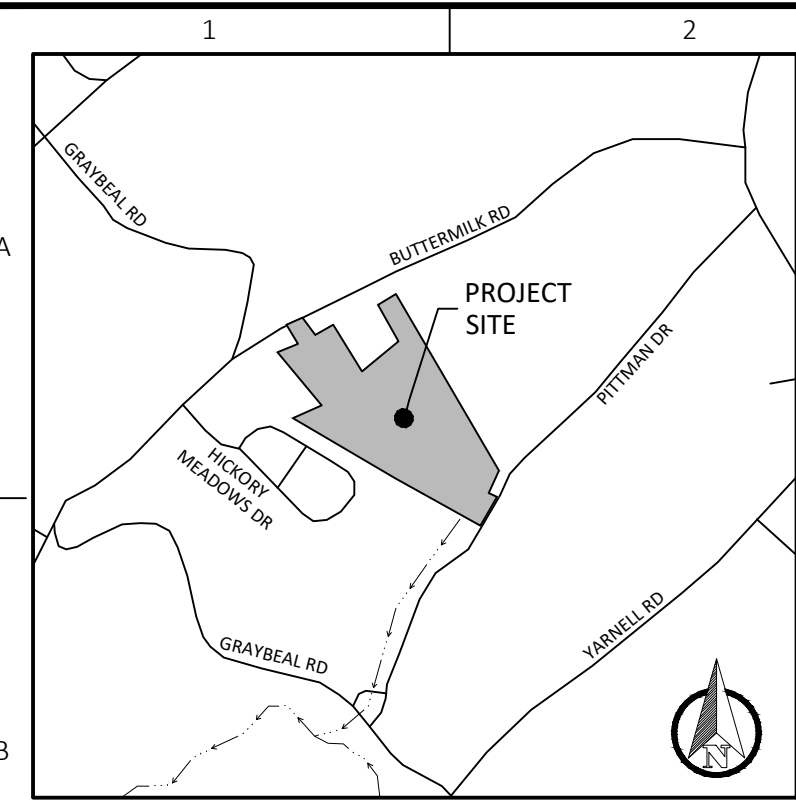 1
2
A
GRAYBEAL RD
BUTTERMILK RD
PROJECT
SITE
PITTMAN DR
HICKORY
MEADOWS DR
GRAYBEAL RD
YARNELL RD
B
N